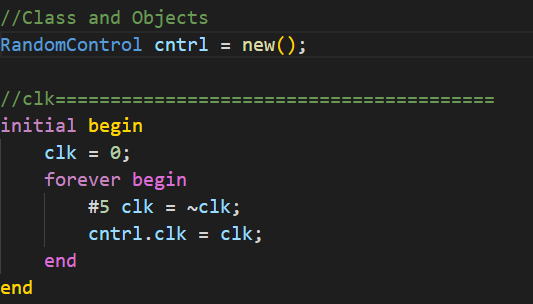 //Class and Objects
RandomControl cntrl = new();
//clk========================================
initial begin
clk = 0;
forever begin
#5 clk = ~clk;
cntrl.clk = clk;
end
end